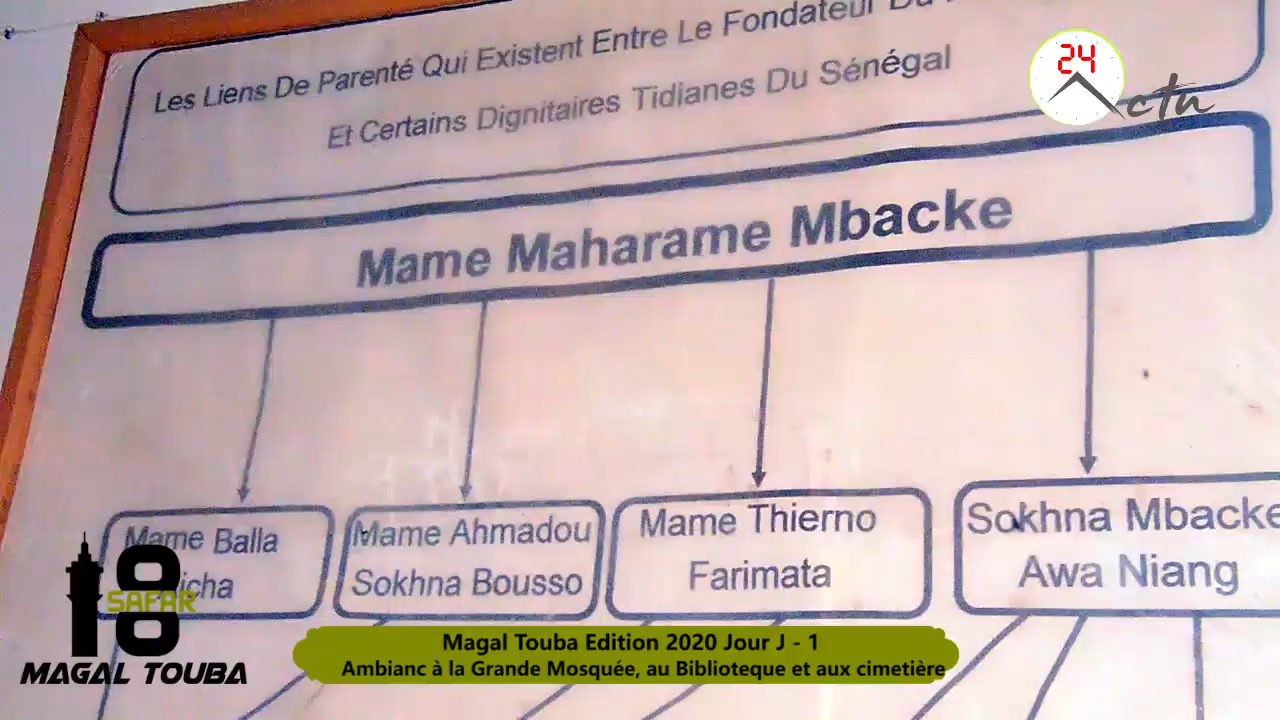 Les Liens De Parenté Qui Existent Entre Le Fondateur Du
Et Certains Dignitaires Tidianes Du Sénégal
24
Actu
Mame Maharame Mbacke
Mame Balla
Mame Ahmadou
Sokhna Bousso
Mame Thierno
Farimata
Sokhna Mbacke
Awa Niang
18
SAFAR
MAGAL TOUBA
Magal Touba Edition 2020 Jour J - 1
Ambianc à la Grande Mosquée, au Biblioteque et aux cimetière